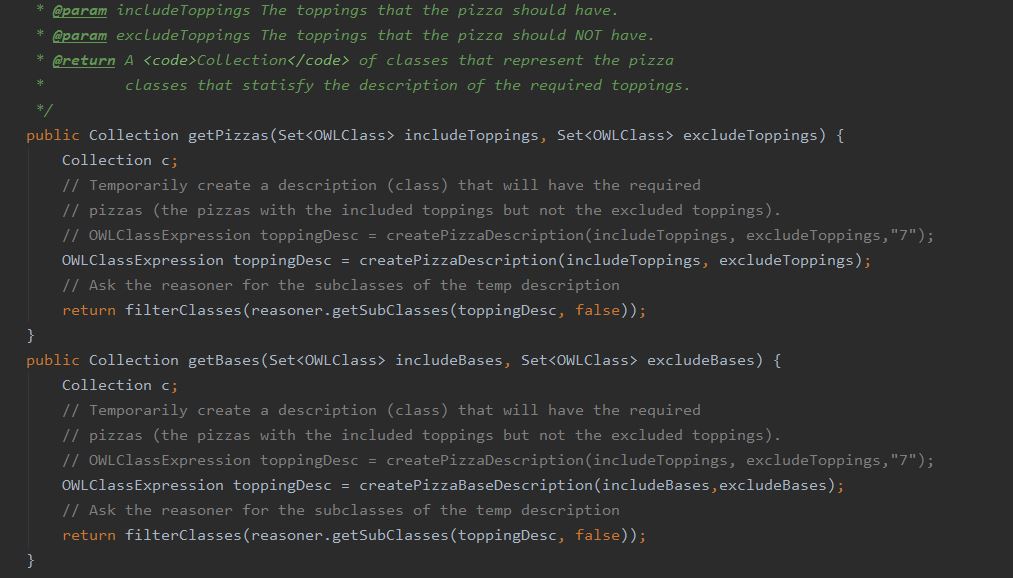 * @param includeToppings The toppings that the pizza should have.
* @param excludeToppings The toppings that the pizza should NOT have.
* @return A <code>Collection</code> of classes that represent the pizza
*         classes that statisfy the description of the required toppings.
*/
public Collection getPizzas(Set<OWLClass> includeToppings, Set<OWLClass> excludeToppings) {
Collection c;
// Temporarily create a description (class) that will have the required
// pizzas (the pizzas with the included toppings but not the excluded toppings).
// OWLClassExpression toppingDesc = createPizzaDescription(includeToppings, excludeToppings,"7");
OWLClassExpression toppingDesc = createPizzaDescription(includeToppings, excludeToppings);
// Ask the reasoner for the subclasses of the temp description
return filterClasses(reasoner.getSubClasses(toppingDesc, false));
}
public Collection getBases(Set<OWLClass> includeBases, Set<OWLClass> excludeBases) {
Collection c;
// Temporarily create a description (class) that will have the required
// pizzas (the pizzas with the included toppings but not the excluded toppings).
// OWLClassExpression toppingDesc = createPizzaDescription(includeToppings, excludeToppings,"7");
OWLClassExpression toppingDesc = createPizzaBaseDescription(includeBases,excludeBases);
// Ask the reasoner for the subclasses of the temp description
return filterClasses(reasoner.getSubClasses(toppingDesc, false));
}